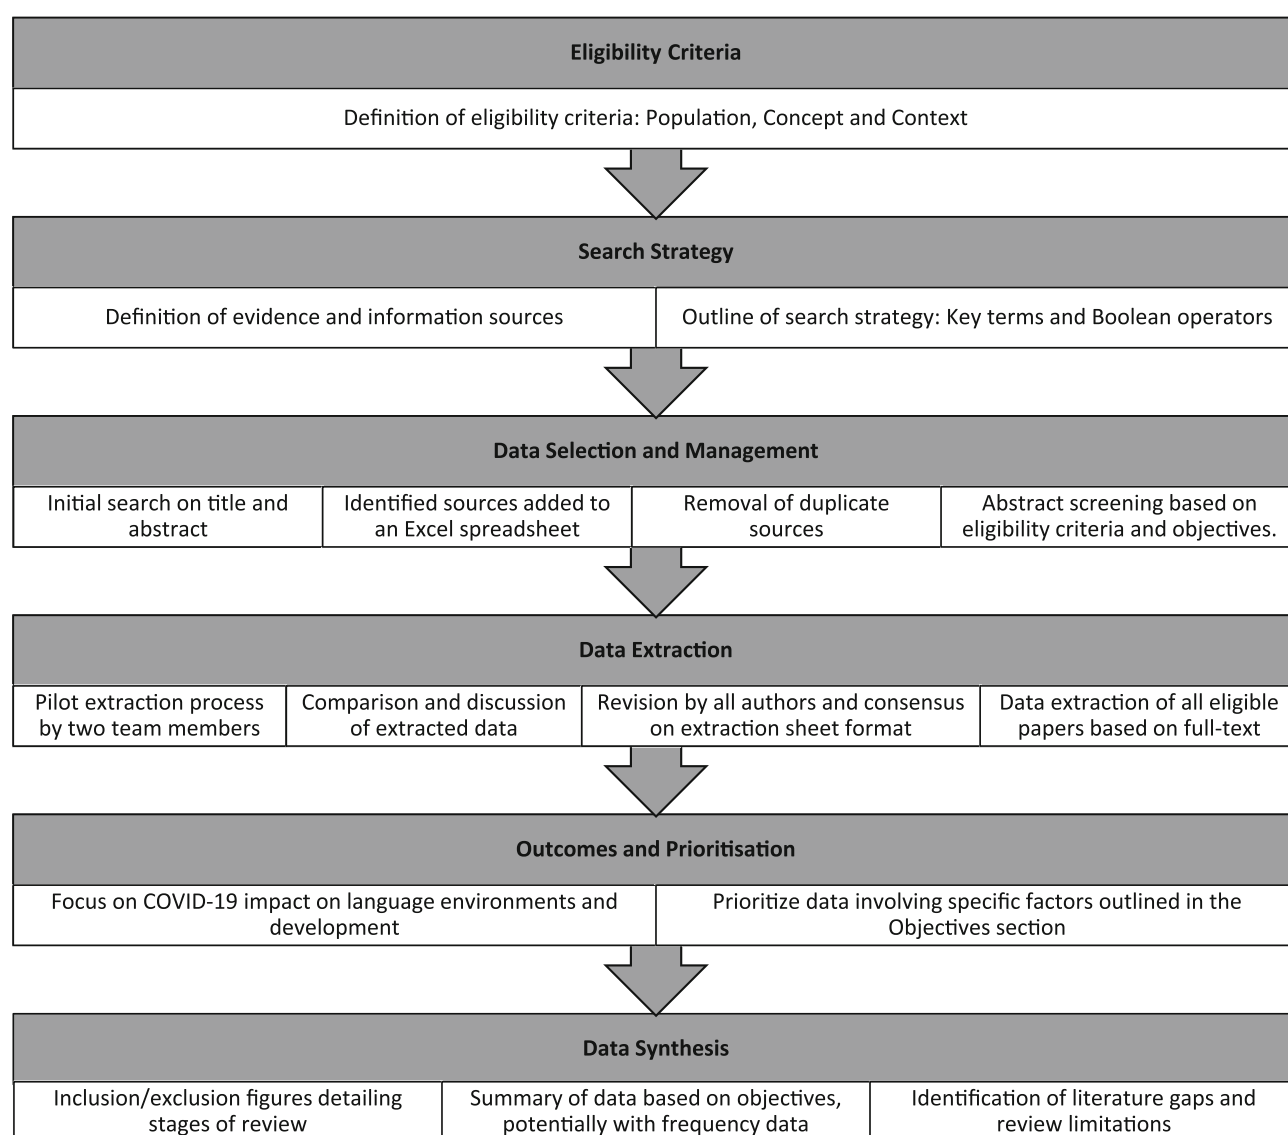 Eligibility Criteria
Definition of eligibility criteria: Population, Concept and Context
Search Strategy
Definition of evidence and information sources
Outline of search strategy: Key terms and Boolean operators
Data Selection and Management
Initial search on title and
abstract
Identified sources added to
an Excel spreadsheet
Removal of duplicate
sources
Abstract screening based on
eligibility criteria and objectives.
Data Extraction
Pilot extraction process
by two team members
Comparison and discussion
of extracted data
Revision by all authors and consensus
on extraction sheet format
Data extraction of all eligible
papers based on full-text
Outcomes and Prioritisation
Focus on COVID-19 impact on language environments and
development
Prioritize data involving specific factors outlined in the
Objectives section
Data Synthesis
Inclusion/exclusion figures detailing
stages of review
Summary of data based on objectives,
potentially with frequency data
Identification of literature gaps and
review limitations